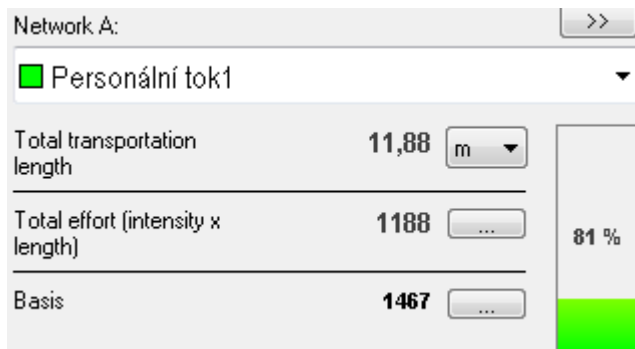 Network A:
>>
Personální tok1
Total transportation
length
11,88
m
Total effort (intensity x
length)
1188
...
81 %
Basis
1467
...